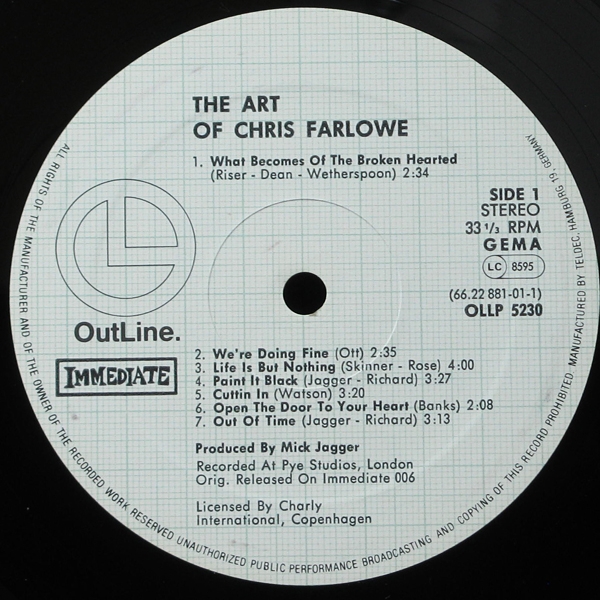 THE ART
OF CHRIS FARLOWE
1. What Becomes Of The Broken Hearted
(Riser - Dean - Wetherspoon) 2:34
SIDE 1
STEREO
33 1/3 RPM
GEMA
LC 8595
(66.22 881-01-1)
OLLP 5230
OutLine.
IMMEDIATE
2. We're Doing Fine (Ott) 2:35
3. Life Is But Nothing (Skinner - Rose) 4:00
4. Paint It Black (Jagger - Richard) 3:27
5. Cuttin In (Watson) 3:20
6. Open The Door To Your Heart (Banks) 2:08
7. Out Of Time (Jagger - Richard) 3:13
Produced By Mick Jagger
Recorded At Pye Studios, London
Orig. Released On Immediate 006
Licensed By Charly
International, Copenhagen
ALL RIGHTS OF THE MANUFACTURER AND OF THE OWNER OF THE RECORDED WORK RESERVED UNAUTHORIZED PUBLIC PERFORMANCE BROADCASTING AND COPYING OF THIS RECORD PROHIBITED. MANUFACTURED BY TELDEC, HAMBURG 19, GERMANY